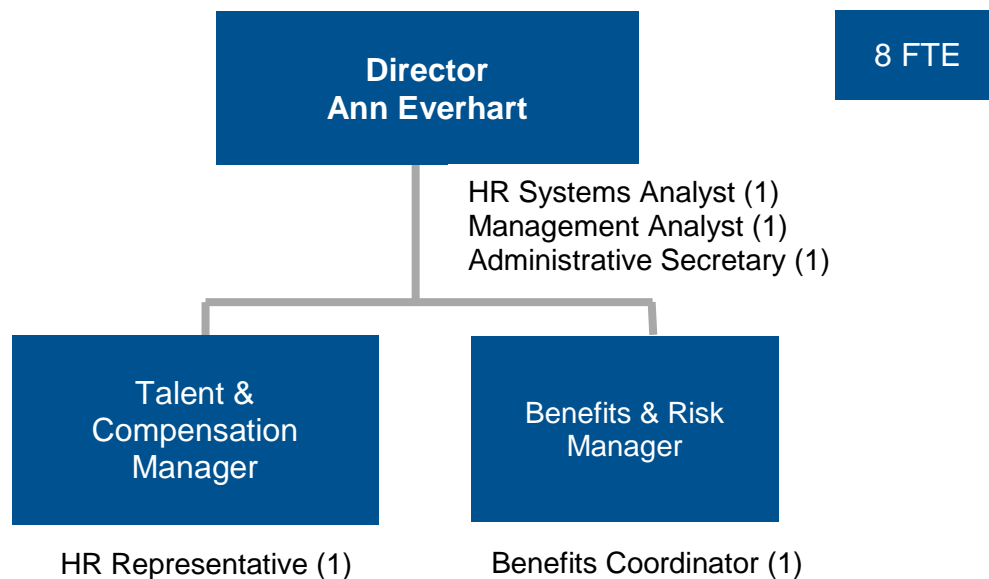 Director
Ann Everhart
8 FTE
HR Systems Analyst (1)
Management Analyst (1)
Administrative Secretary (1)
Talent &
Compensation
Manager
Benefits & Risk
Manager
HR Representative (1)
Benefits Coordinator (1)